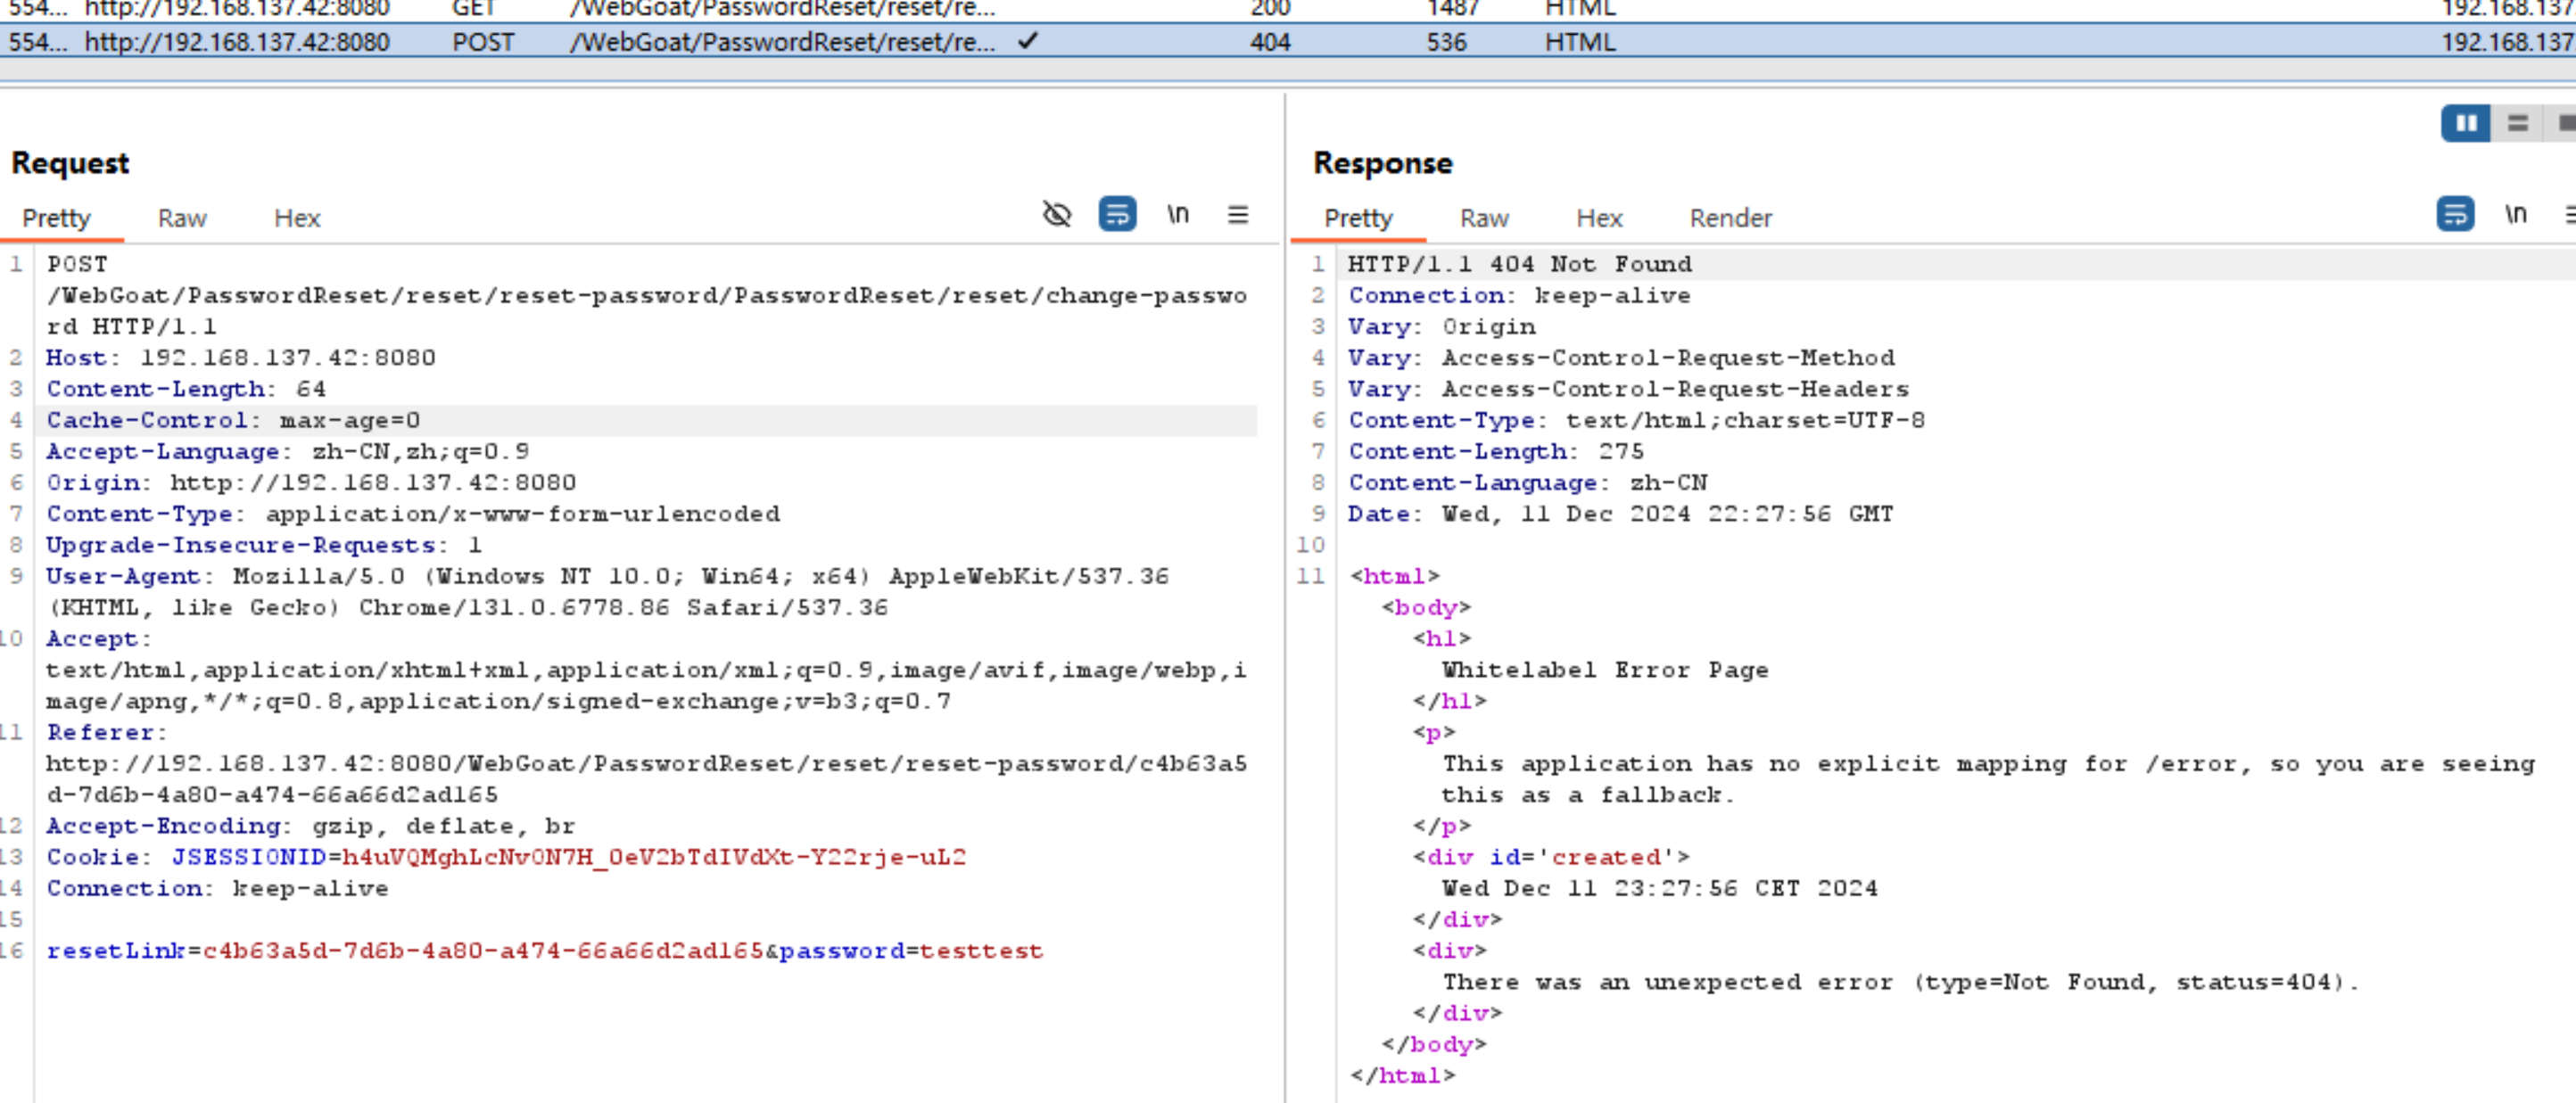 554... http://192.168.137.42:8080 GET /WebGoat/PasswordReset/reset/re... 200 1487 HTML 192.168.137
554... http://192.168.137.42:8080 POST /WebGoat/PasswordReset/reset/re... ✓ 404 536 HTML 192.168.137
Request
Pretty Raw Hex \n
1 POST
/WebGoat/PasswordReset/reset/reset-password/PasswordReset/reset/change-passwo
rd HTTP/1.1
2 Host: 192.168.137.42:8080
3 Content-Length: 64
4 Cache-Control: max-age=0
5 Accept-Language: zh-CN,zh;q=0.9
6 Origin: http://192.168.137.42:8080
7 Content-Type: application/x-www-form-urlencoded
8 Upgrade-Insecure-Requests: 1
9 User-Agent: Mozilla/5.0 (Windows NT 10.0; Win64; x64) AppleWebKit/537.36
(KHTML, like Gecko) Chrome/131.0.6778.86 Safari/537.36
10 Accept:
text/html,application/xhtml+xml,application/xml;q=0.9,image/avif,image/webp,i
mage/apng,*/*;q=0.8,application/signed-exchange;v=b3;q=0.7
11 Referer:
http://192.168.137.42:8080/WebGoat/PasswordReset/reset/reset-password/c4b63a5
d-7d6b-4a80-a474-66a66d2ad165
12 Accept-Encoding: gzip, deflate, br
13 Cookie: JSESSIONID=h4uVQMghLcNv0N7H_OeV2bTdIVdXt-Y22rje-uL2
14 Connection: keep-alive
15
16 resetLink=c4b63a5d-7d6b-4a80-a474-66a66d2ad165&password=testtest
Response
Pretty Raw Hex Render \n
1 HTTP/1.1 404 Not Found
2 Connection: keep-alive
3 Vary: Origin
4 Vary: Access-Control-Request-Method
5 Vary: Access-Control-Request-Headers
6 Content-Type: text/html;charset=UTF-8
7 Content-Length: 275
8 Content-Language: zh-CN
9 Date: Wed, 11 Dec 2024 22:27:56 GMT
10
11 <html>
<body>
<h1>
Whitelabel Error Page
</h1>
<p>
This application has no explicit mapping for /error, so you are seeing
this as a fallback.
</p>
<div id='created'>
Wed Dec 11 23:27:56 CET 2024
</div>
<div>
There was an unexpected error (type=Not Found, status=404).
</div>
</body>
</html>